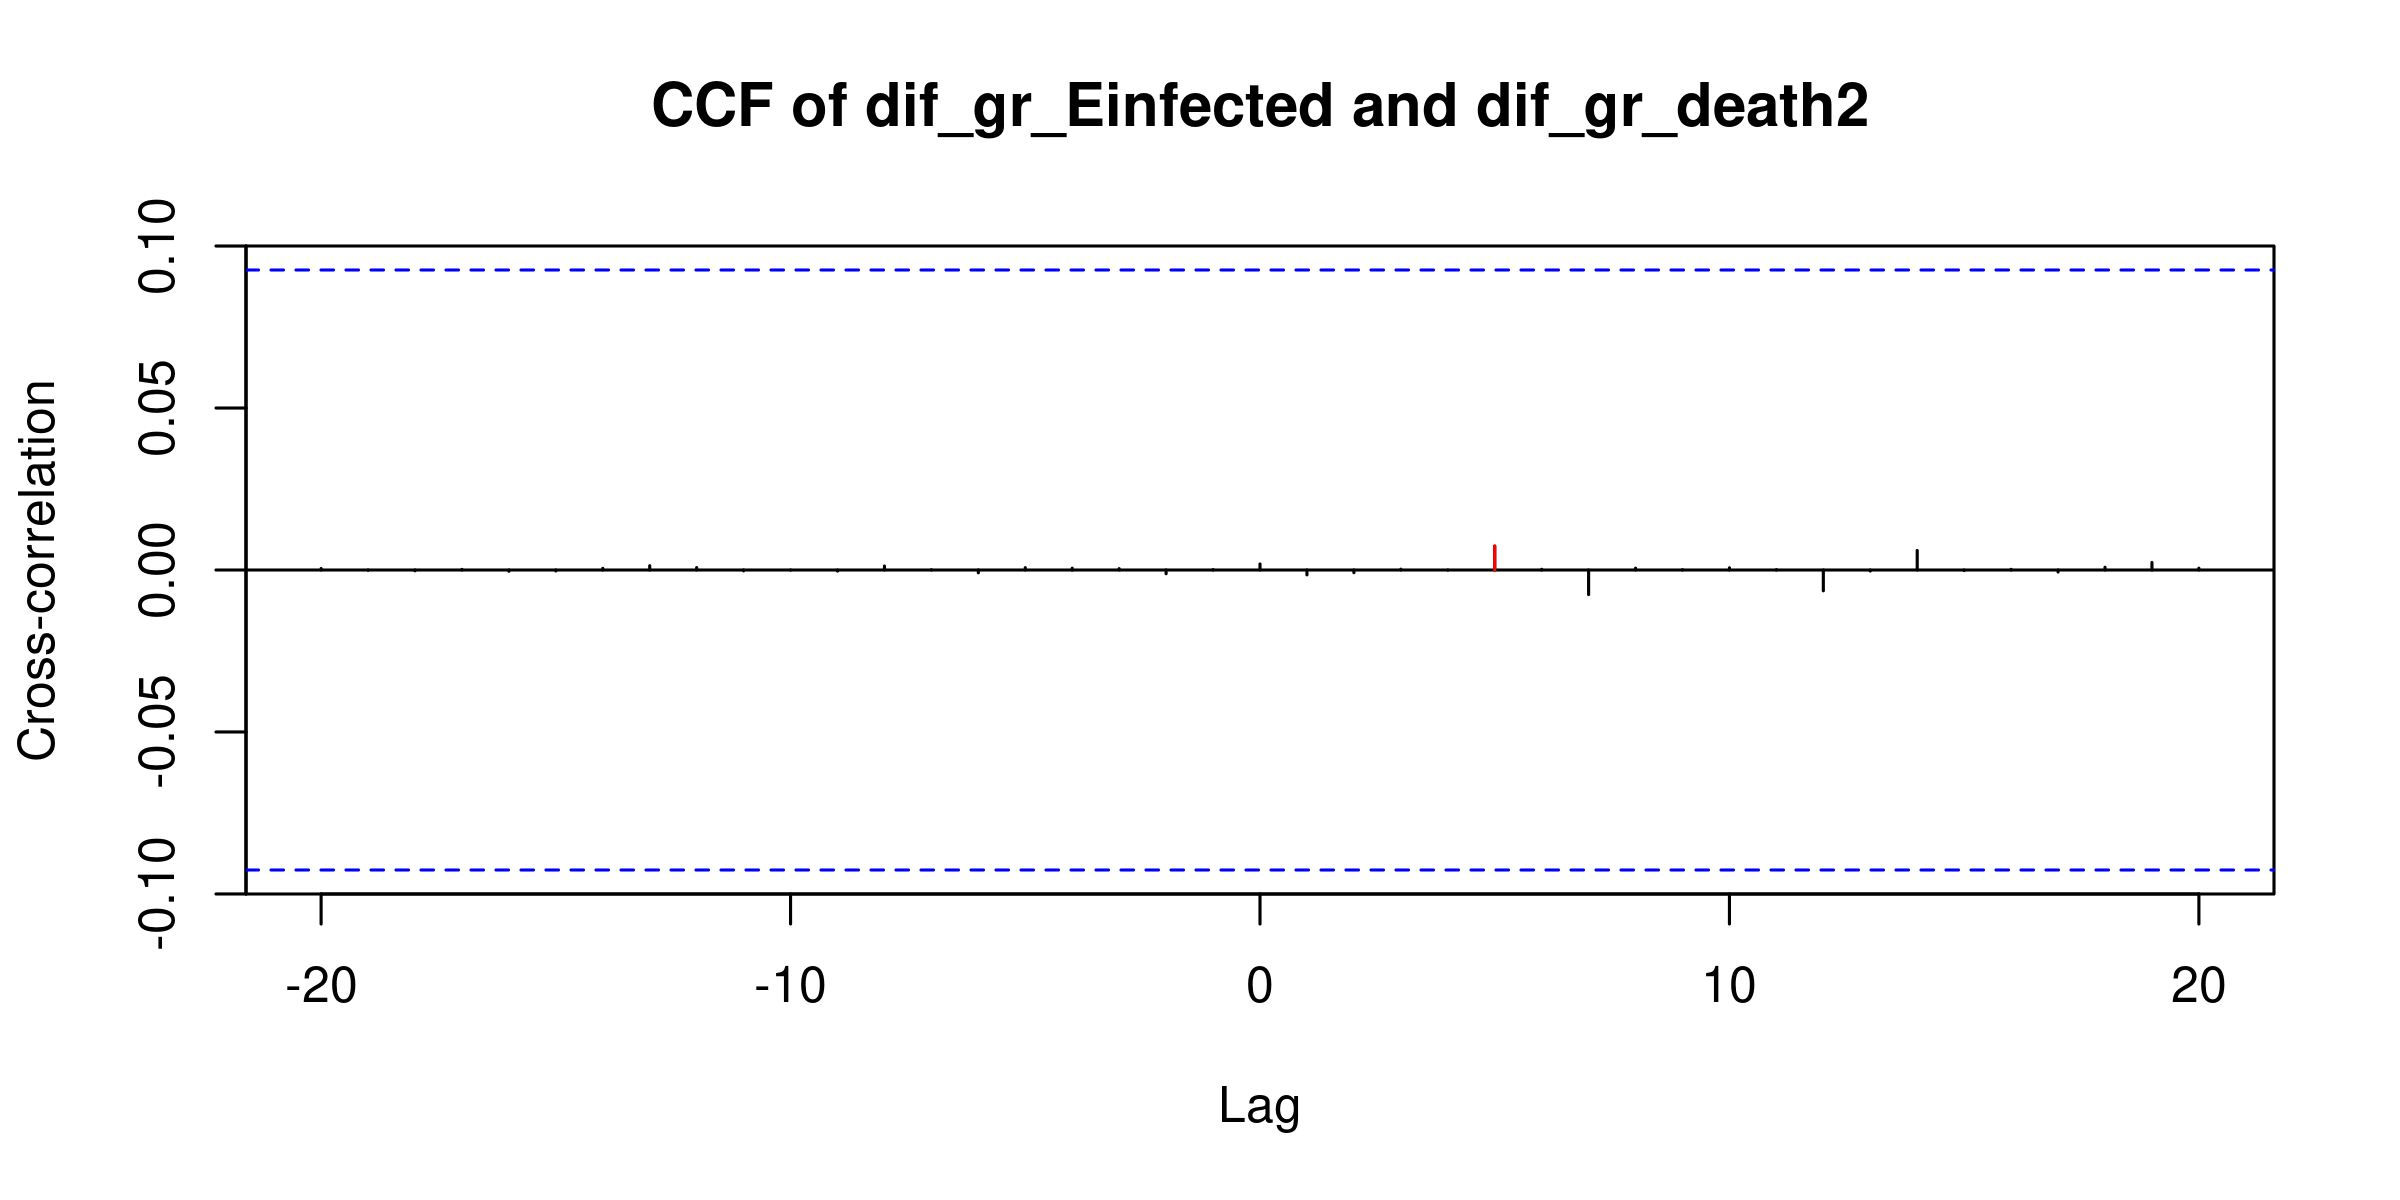 CCF of dif_gr_Einfected and dif_gr_death2
Cross-correlation
0.10
0.05
0.00
-0.05
-0.10
-20 -10 0 10 20
Lag